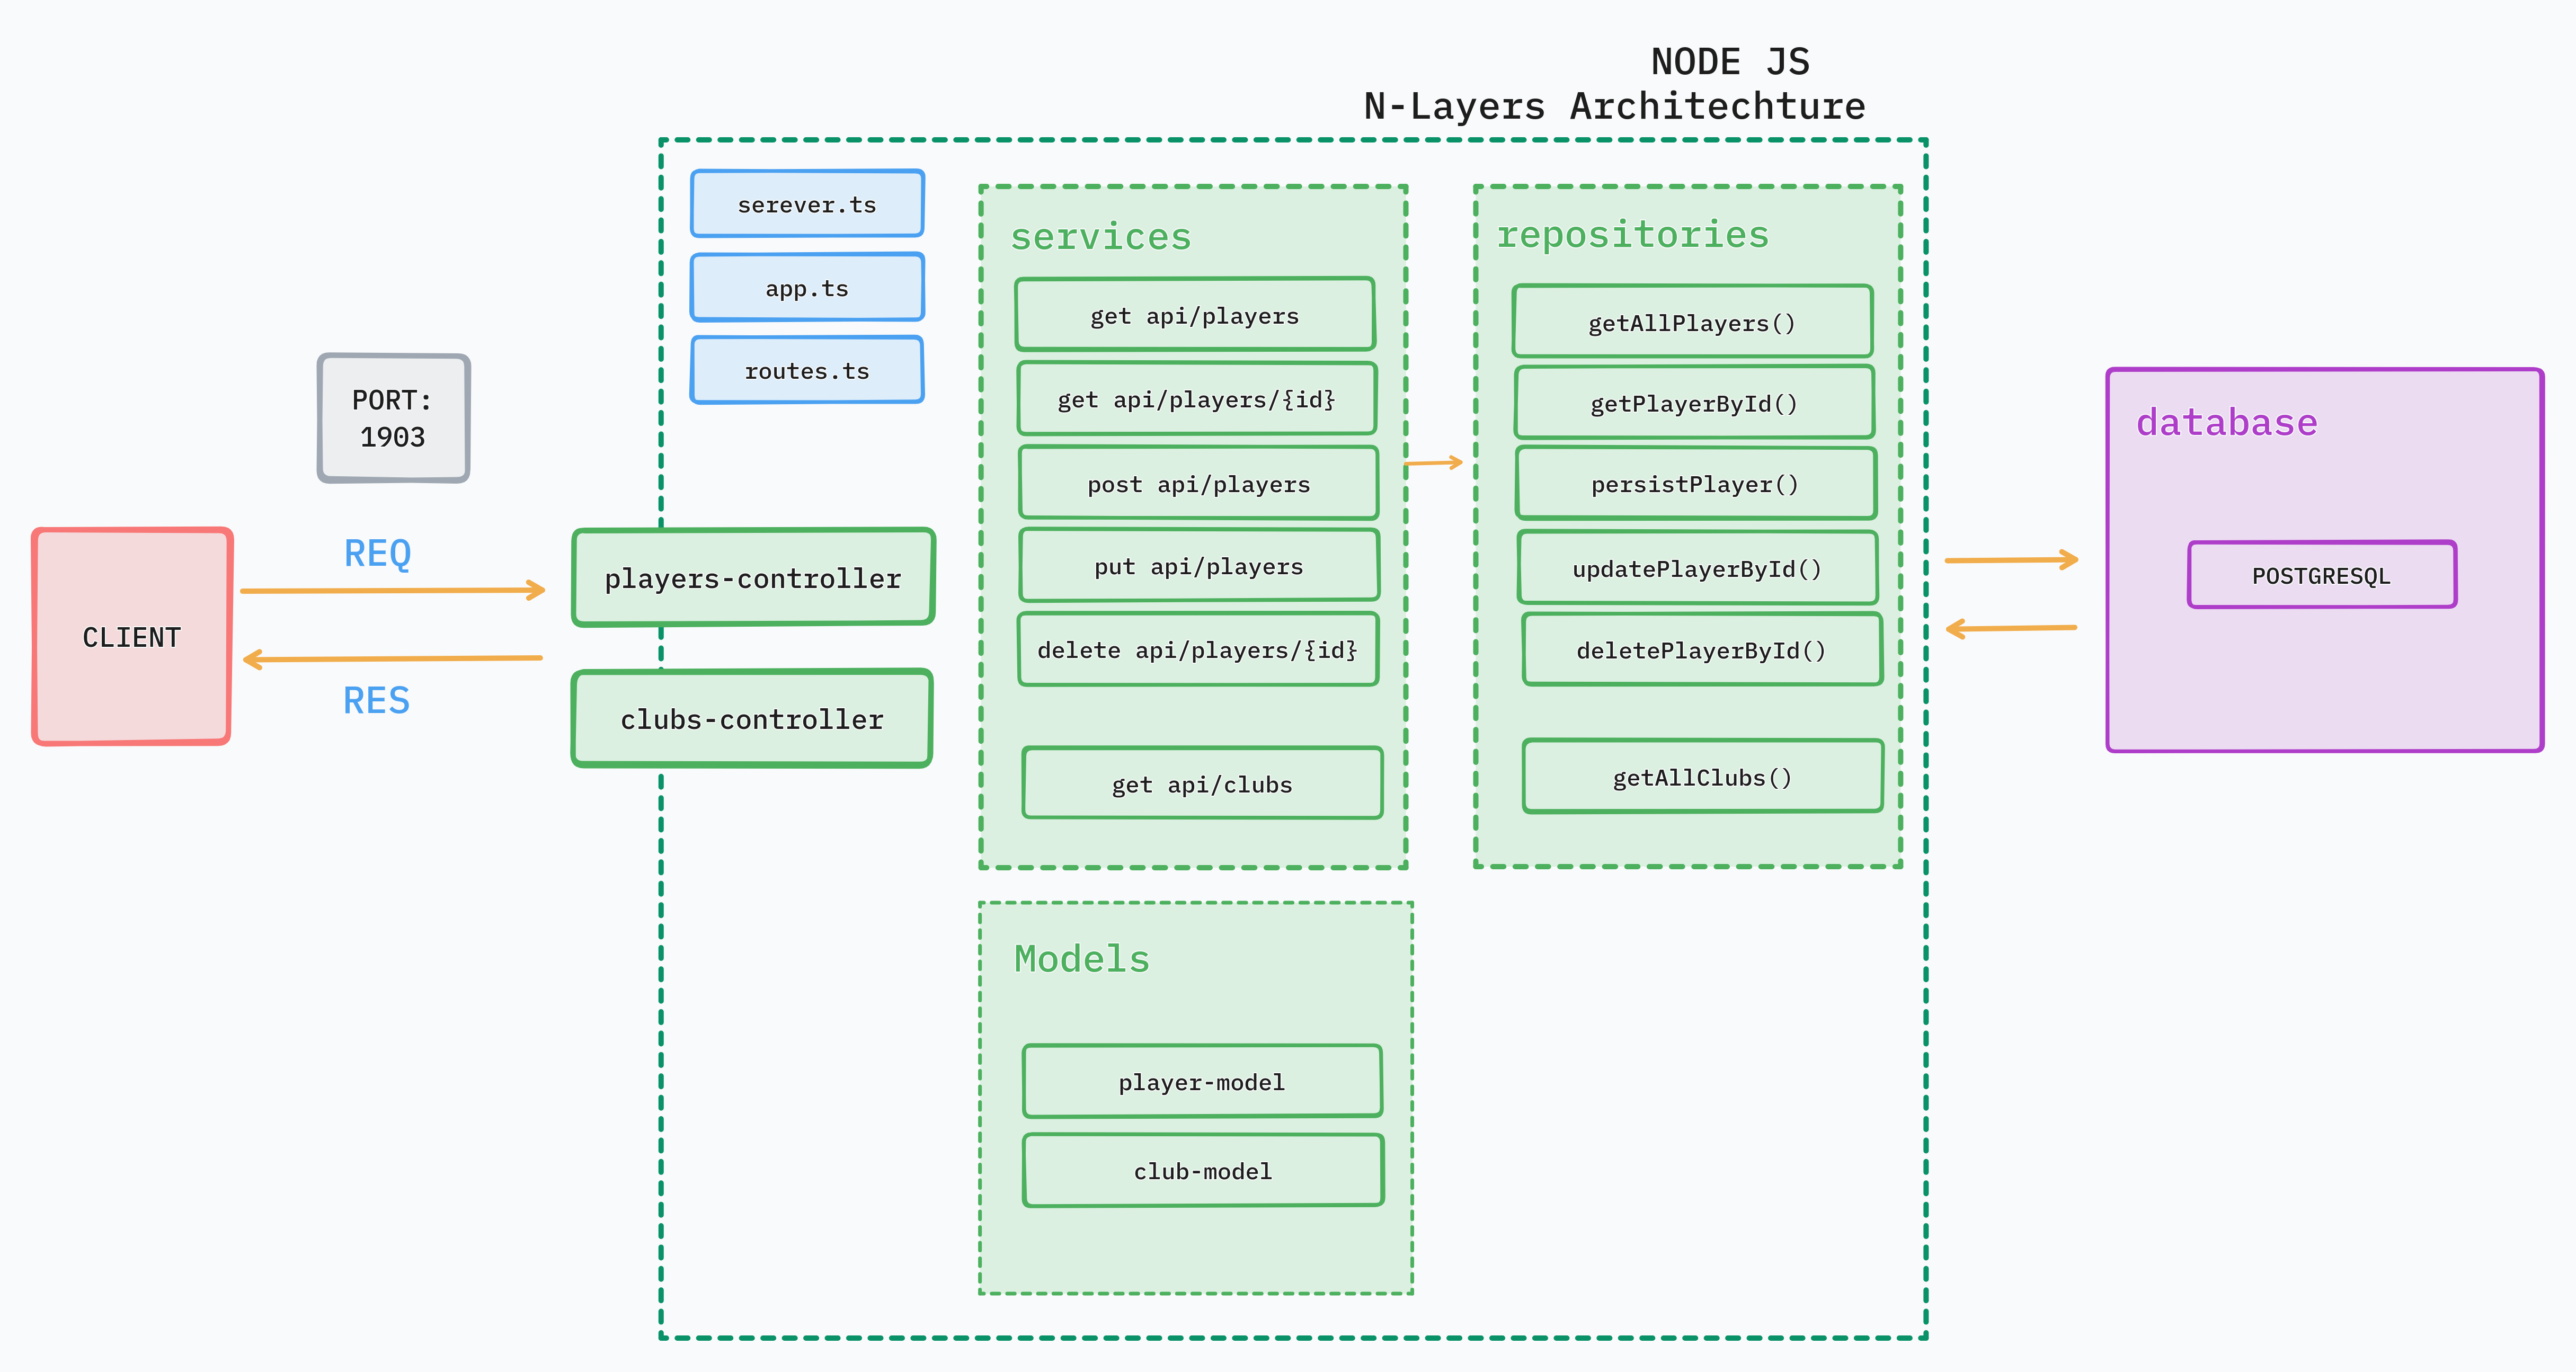 NODE JS
N-Layers Architechture
PORT:
1903
CLIENT
REQ
RES
serever.ts
app.ts
routes.ts
players-controller
clubs-controller
services
get api/players
get api/players/{id}
post api/players
put api/players
delete api/players/{id}
get api/clubs
repositories
getAllPlayers()
getPlayerById()
persistPlayer()
updatePlayerById()
deletePlayerById()
getAllClubs()
Models
player-model
club-model
database
POSTGRESQL